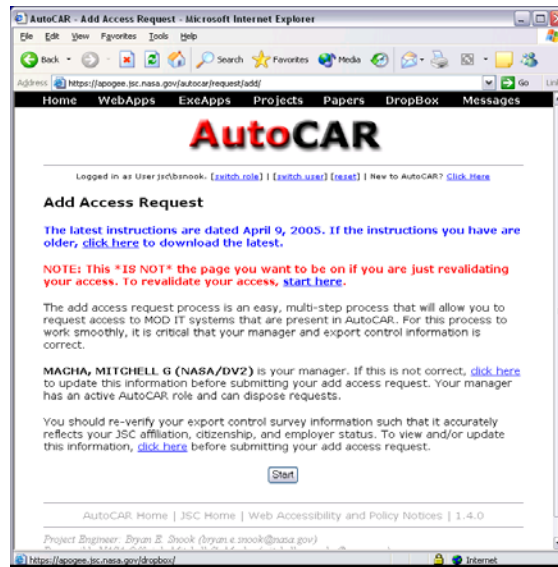 AutoCAR - Add Access Request - Microsoft Internet Explorer
File Edit View Favorites Tools Help
Back Search Favorites Media
Address https://apogee.jsc.nasa.gov/autocar/request/add/ Go Lin
Home WebApps ExeApps Projects Papers DropBox Messages
AutoCAR
Logged in as User jsc\bsnook. [switch role] | [switch user] [reset] | New to AutoCAR? Click Here
Add Access Request
The latest instructions are dated April 9, 2005. If the instructions you have are
older, click here to download the latest.
NOTE: This *IS NOT* the page you want to be on if you are just revalidating
your access. To revalidate your access, start here.
The add access request process is an easy, multi-step process that will allow you to
request access to MOD IT systems that are present in AutoCAR. For this process to
work smoothly, it is critical that your manager and export control information is
correct.
MACHA, MITCHELL G (NASA/DV2) is your manager. If this is not correct, click here
to update this information before submitting your add access request. Your manager
has an active AutoCAR role and can dispose requests.
You should re-verify your export control survey information such that it accurately
reflects your JSC affiliation, citizenship, and employer status. To view and/or update
this information, click here before submitting your add access request.
Start
AutoCAR Home | JSC Home | Web Accessibility and Policy Notices | 1.4.0
Project Engineer: Bryan E. Snook (bryan.e.snook@nasa.gov)
https://apogee.jsc.nasa.gov/dropbox/ Internet